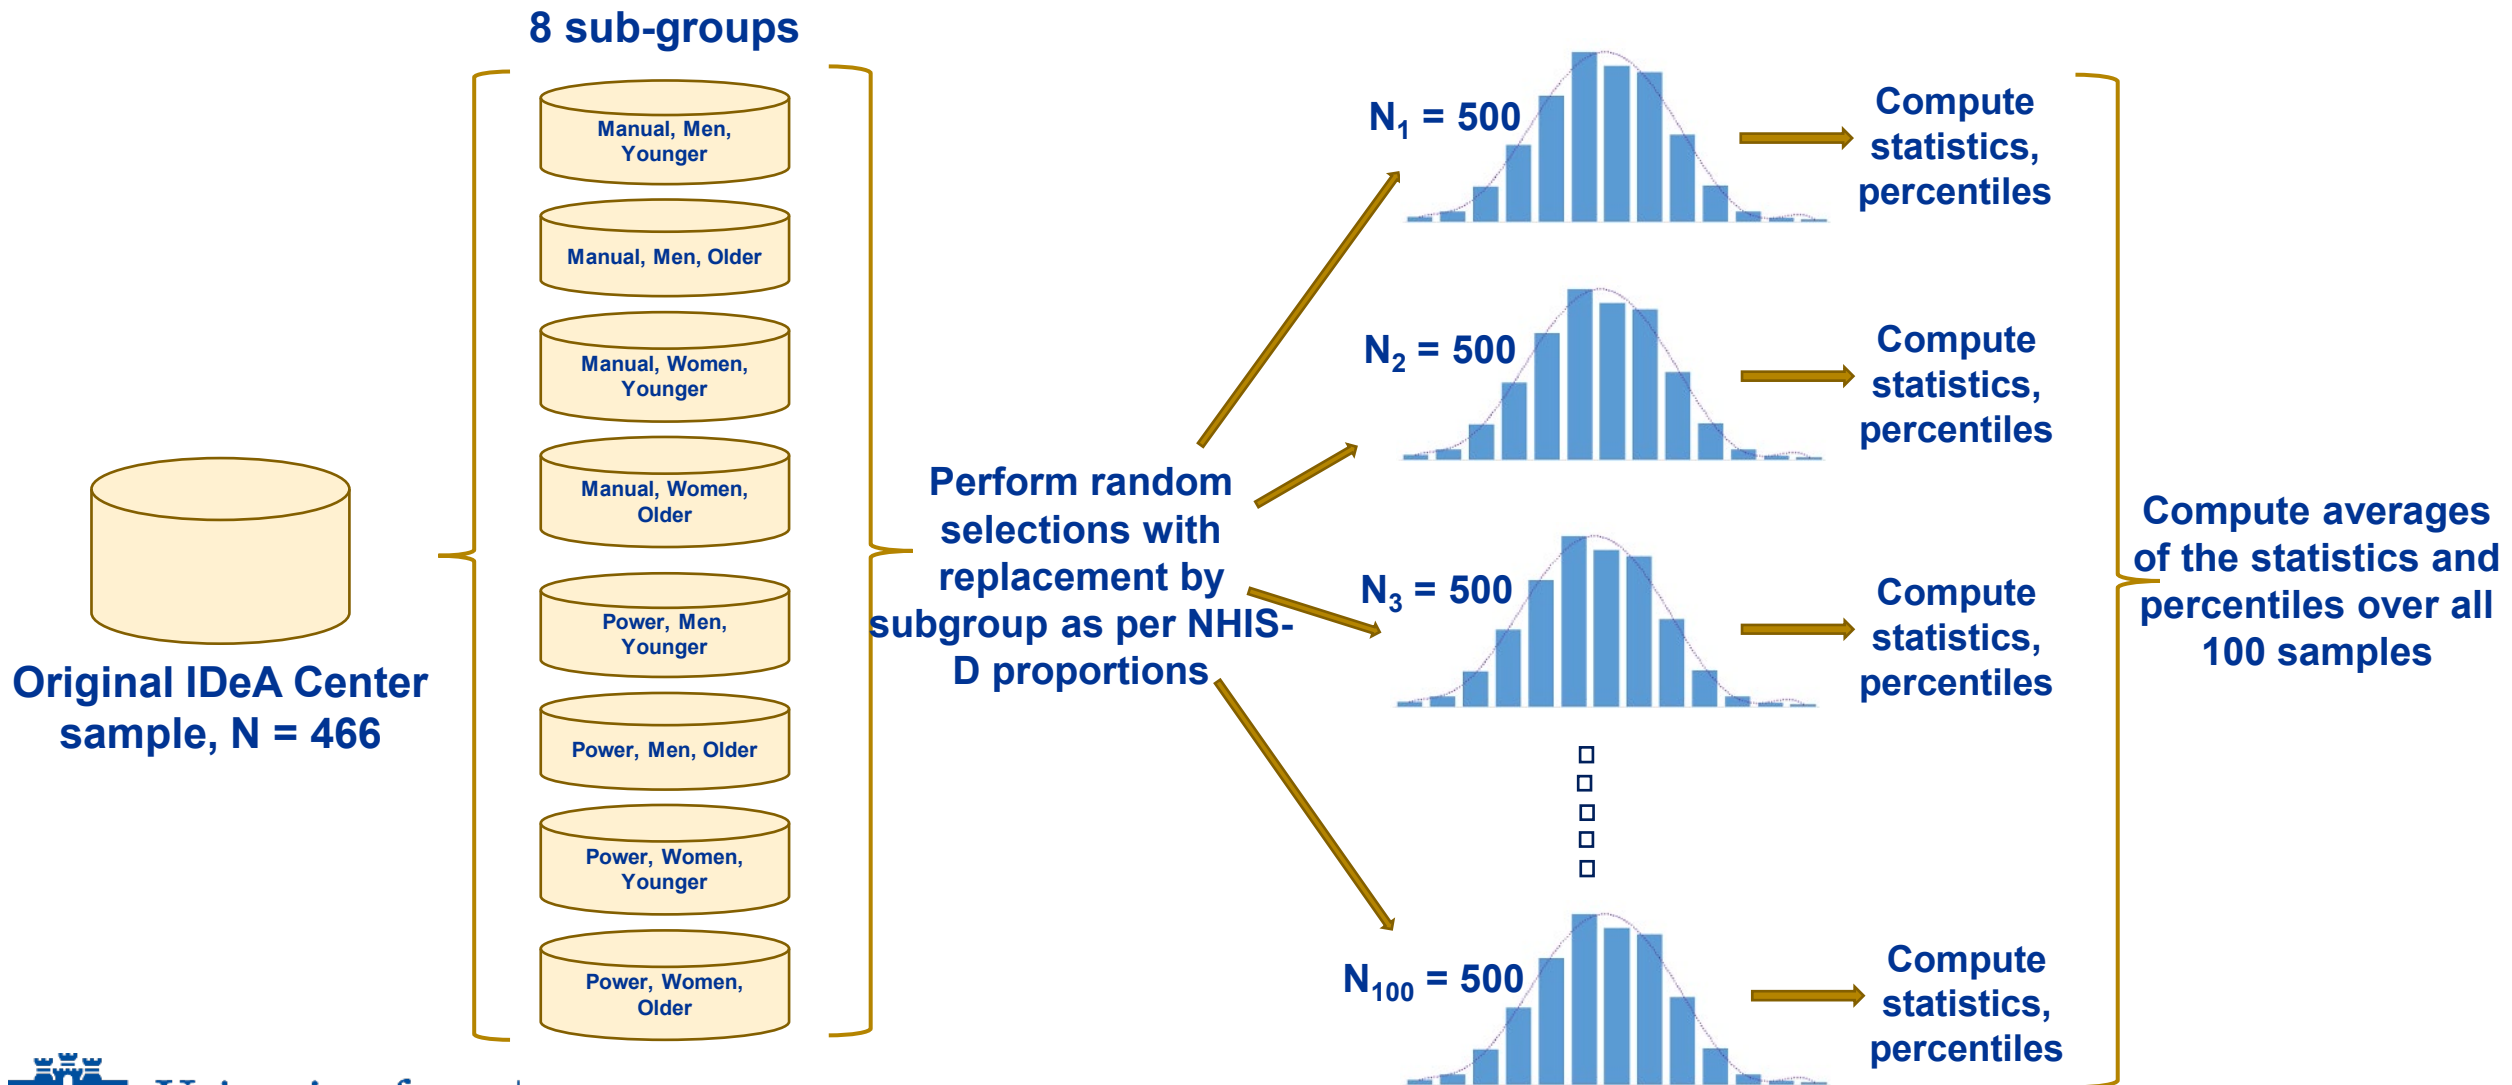 8 sub-groups
Manual, Men,
Younger
Manual, Men, Older
Manual, Women,
Younger
Manual, Women,
Older
Power, Men,
Younger
Power, Men, Older
Power, Women,
Younger
Power, Women,
Older
Original IDeA Center
sample, N = 466
Perform random
selections with
replacement by
subgroup as per NHIS-
D proportions
N₁ = 500
Compute
statistics,
percentiles
N₂ = 500
Compute
statistics,
percentiles
N₃ = 500
Compute
statistics,
percentiles
N₁₀₀ = 500
Compute
statistics,
percentiles
Compute averages
of the statistics and
percentiles over all
100 samples